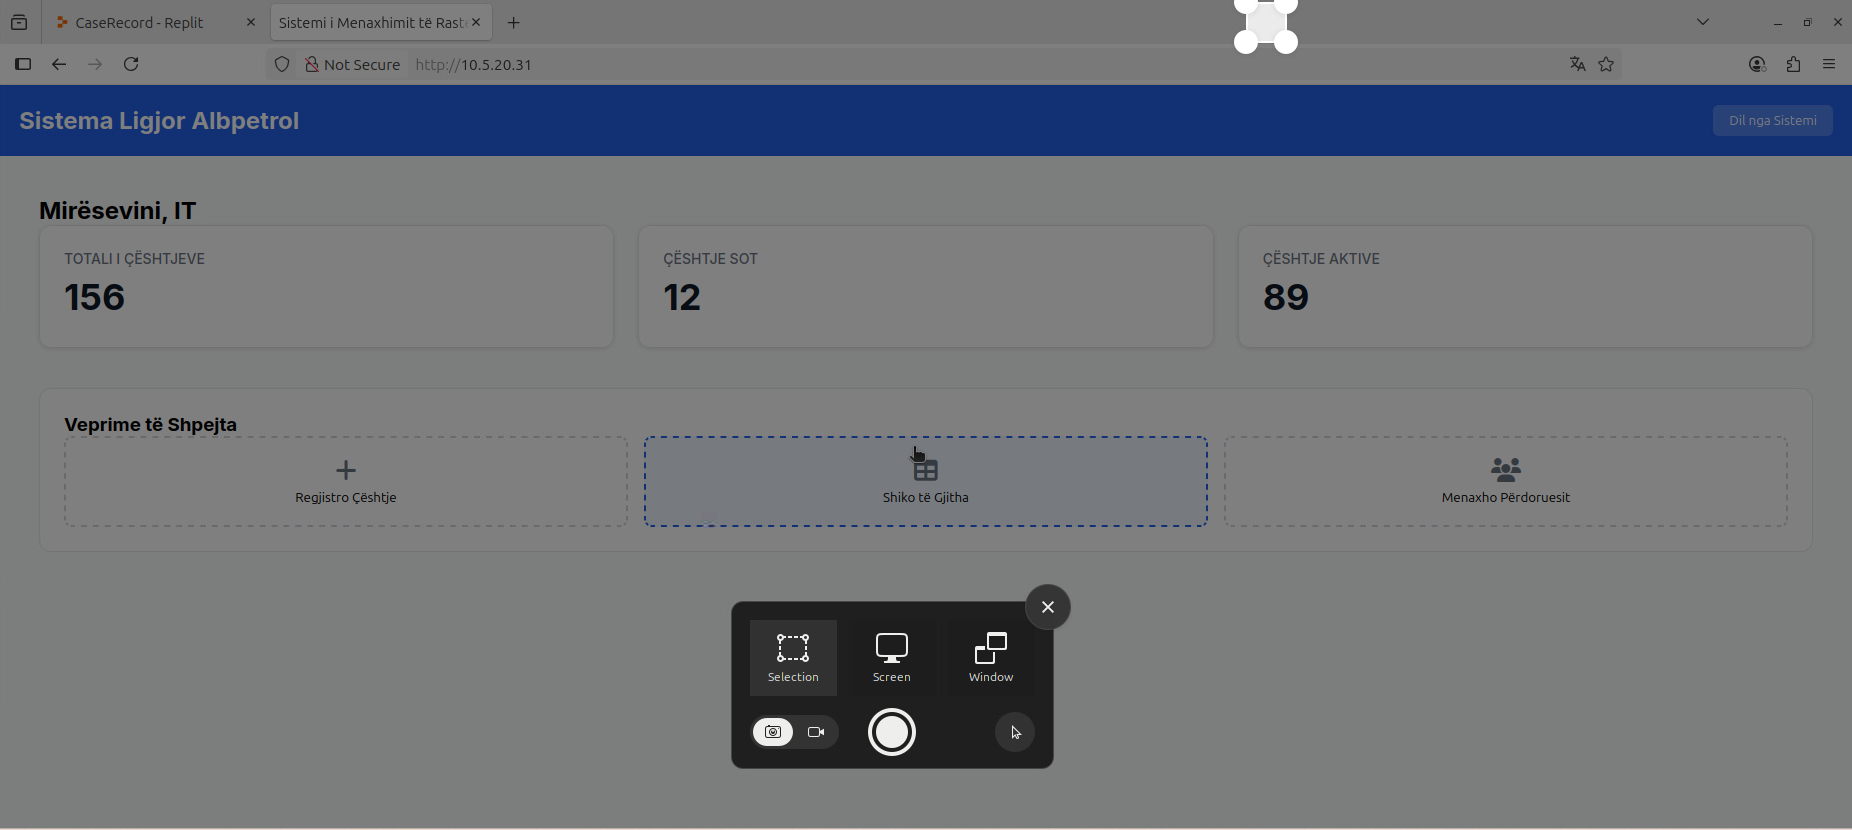 CaseRecord - Replit
Sistemi i Menaxhimit të Rast
Not Secure
http://10.5.20.31
Sistema Ligjor Albpetrol
Dil nga Sistemi
Mirësevini, IT
TOTALI I ÇËSHTJEVE
156
ÇËSHTJE SOT
12
ÇËSHTJE AKTIVE
89
Veprime të Shpejta
Regjistro Çështje
Shiko të Gjitha
Menaxho Përdoruesit
Selection
Screen
Window